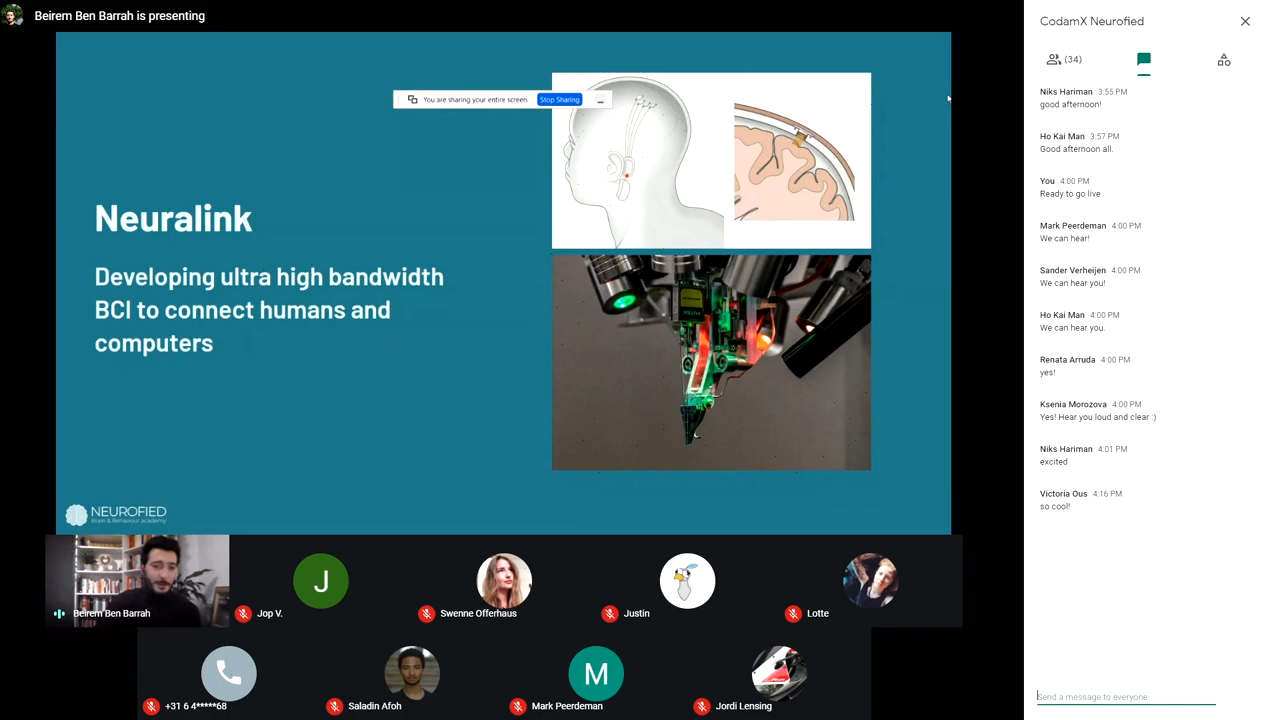 Beirem Ben Barrah is presenting
You are sharing your entire screen.
Stop Sharing
Neuralink
Developing ultra high bandwidth
BCI to connect humans and
computers
NEUROFIED
Brain & Behaviour academy
Beirem Ben Barrah
J
Jop V.
Swenne Offerhaus
Justin
Lotte
+31 6 4*****68
Saladin Afoh
M
Mark Peerdeman
Jordi Lensing
CodamX Neurofied
(34)
Niks Hariman 3:55 PM
good afternoon!
Ho Kai Man 3:57 PM
Good afternoon all.
You 4:00 PM
Ready to go live
Mark Peerdeman 4:00 PM
We can hear!
Sander Verheijen 4:00 PM
We can hear you!
Ho Kai Man 4:00 PM
We can hear you.
Renata Arruda 4:00 PM
yes!
Ksenia Morozova 4:00 PM
Yes! Hear you loud and clear :)
Niks Hariman 4:01 PM
excited
Victoria Ous 4:16 PM
so cool!
Send a message to everyone